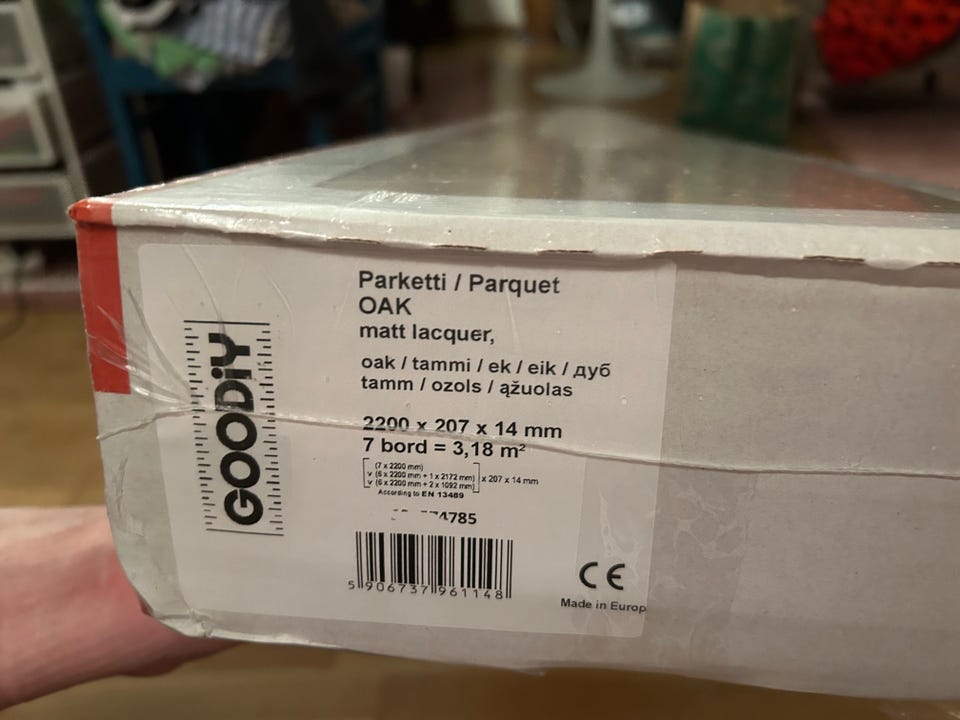 GOODiY
Parketti / Parquet
OAK
matt lacquer,
oak / tammi / ek / eik / дуб
tamm / ozols / ąžuolas
2200 x 207 x 14 mm
7 bord = 3,18 m²
(7 x 2200 mm)
v (6 x 2200 mm + 1 x 2172 mm) x 207 x 14 mm
v (6 x 2200 mm + 2 x 1092 mm)
According to EN 13489
74785
5 906737 961148
CE
Made in Europ